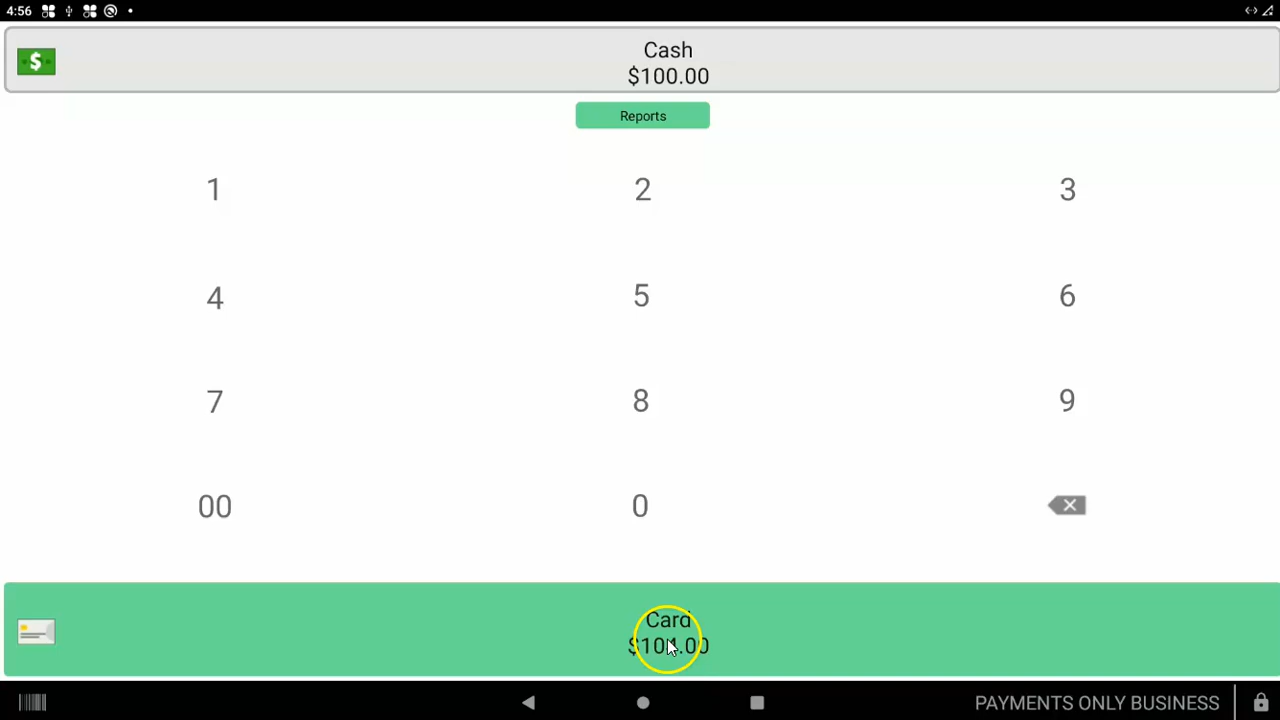 4:56
Cash
$100.00
Reports
1 2 3
4 5 6
7 8 9
00 0
Card
PAYMENTS ONLY BUSINESS